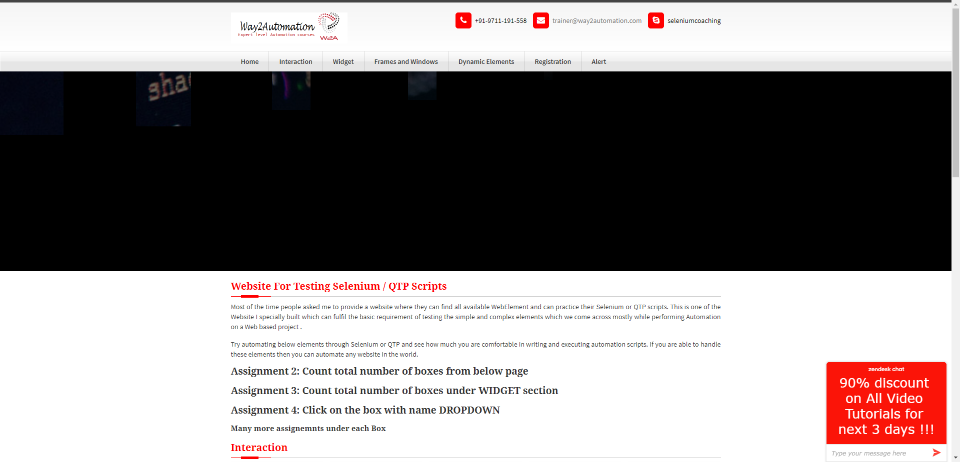 Way2Automation
Expert level Automation courses
W2A
+91-9711-191-558
trainer@way2automation.com
seleniumcoaching
Home
Interaction
Widget
Frames and Windows
Dynamic Elements
Registration
Alert
shad
Website For Testing Selenium / QTP Scripts
Most of the time people asked me to provide a website where they can find all available WebElement and can practice their Selenium or QTP scripts. This is one of the
Website I specially built which can fulfil the basic requirement of testing the simple and complex elements which we come across mostly while performing Automation
on a Web based project .
Try automating below elements through Selenium or QTP and see how much you are comfortable in writing and executing automation scripts. If you are able to handle
these elements then you can automate any website in the world.
Assignment 2: Count total number of boxes from below page
Assignment 3: Count total number of boxes under WIDGET section
Assignment 4: Click on the box with name DROPDOWN
Many more assignemnts under each Box
Interaction
zendesk chat
90% discount
on All Video
Tutorials for
next 3 days !!!
Type your message here